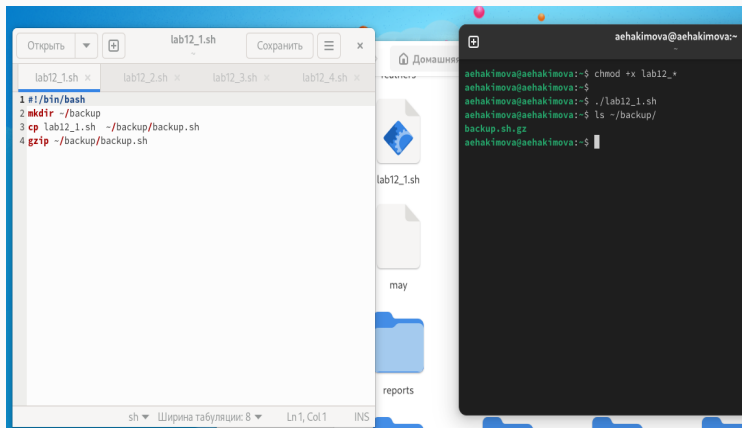 Открыть
lab12_1.sh
~
Сохранить
lab12_1.sh ×
lab12_2.sh ×
lab12_3.sh ×
lab12_4.sh ×
1 #!/bin/bash
2 mkdir ~/backup
3 cp lab12_1.sh ~/backup/backup.sh
4 gzip ~/backup/backup.sh
sh
Ширина табуляции: 8
Ln 1, Col 1
INS
Домашняя
lab12_1.sh
may
reports
aehakimova@aehakimova:~
~
aehakimova@aehakimova:~$ chmod +x lab12_*
aehakimova@aehakimova:~$
aehakimova@aehakimova:~$ ./lab12_1.sh
aehakimova@aehakimova:~$ ls ~/backup/
backup.sh.gz
aehakimova@aehakimova:~$